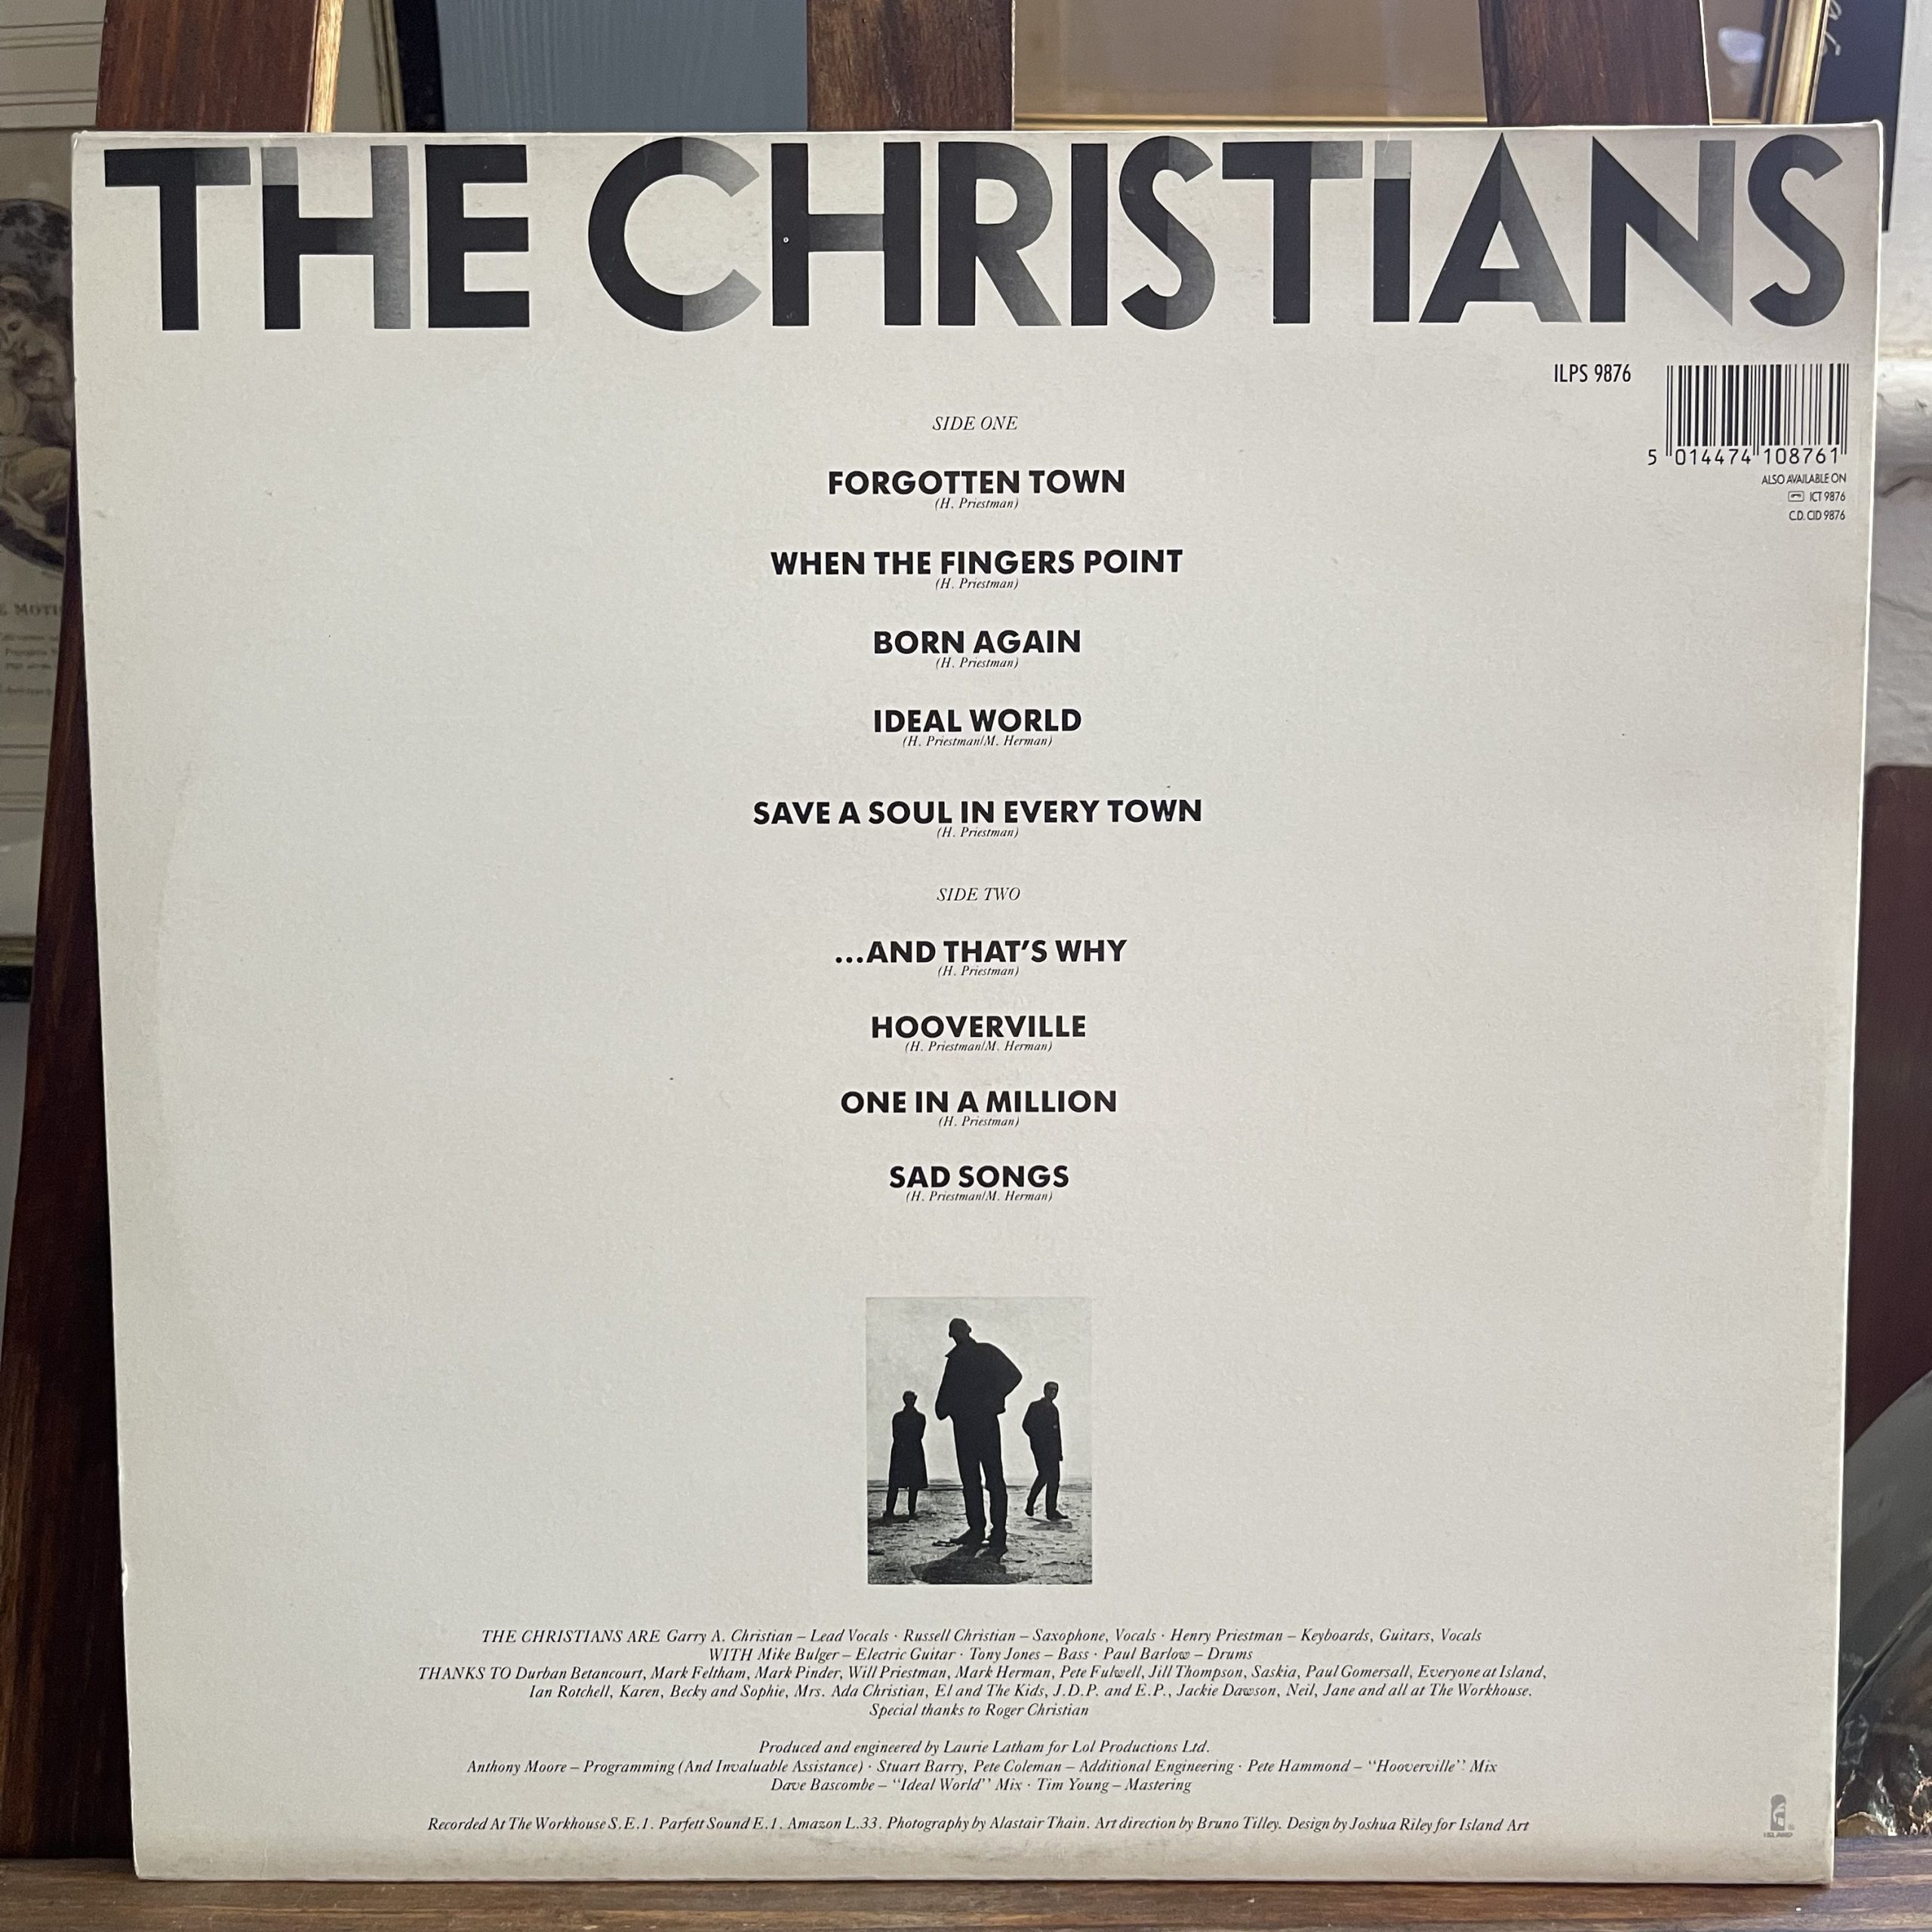 THE CHRISTIANS
ILPS 9876
5 014474 108761
ALSO AVAILABLE ON
ICT 9876
C.D. CID 9876
SIDE ONE
FORGOTTEN TOWN
(H. Priestman)
WHEN THE FINGERS POINT
(H. Priestman)
BORN AGAIN
(H. Priestman)
IDEAL WORLD
(H. Priestman/M. Herman)
SAVE A SOUL IN EVERY TOWN
(H. Priestman)
SIDE TWO
...AND THAT'S WHY
(H. Priestman)
HOOVERVILLE
(H. Priestman/M. Herman)
ONE IN A MILLION
(H. Priestman)
SAD SONGS
(H. Priestman/M. Herman)
THE CHRISTIANS ARE Garry A. Christian – Lead Vocals · Russell Christian – Saxophone, Vocals · Henry Priestman – Keyboards, Guitars, Vocals
WITH Mike Bulger – Electric Guitar · Tony Jones – Bass · Paul Barlow – Drums
THANKS TO Durban Betancourt, Mark Feltham, Mark Pinder, Will Priestman, Mark Herman, Pete Fulwell, Jill Thompson, Saskia, Paul Gomersall, Everyone at Island,
Ian Rotchell, Karen, Becky and Sophie, Mrs. Ada Christian, El and The Kids, J.D.P. and E.P., Jackie Dawson, Neil, Jane and all at The Workhouse.
Special thanks to Roger Christian
Produced and engineered by Laurie Latham for Lol Productions Ltd.
Anthony Moore – Programming (And Invaluable Assistance) · Stuart Barry, Pete Coleman – Additional Engineering · Pete Hammond – "Hooverville" Mix
Dave Bascombe – "Ideal World" Mix · Tim Young – Mastering
Recorded At The Workhouse S.E.1. Parfett Sound E.1. Amazon L.33. Photography by Alastair Thain. Art direction by Bruno Tilley. Design by Joshua Riley for Island Art
ISLAND